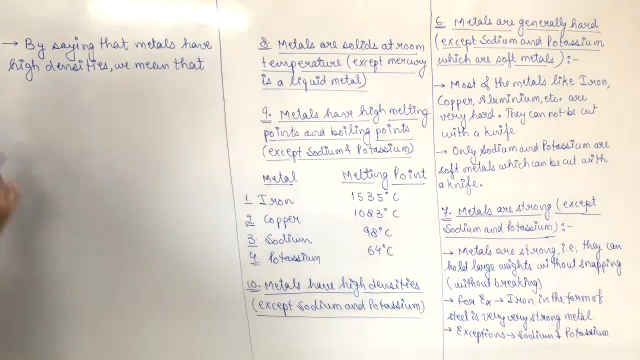 6. Metals are generally hard
(except Sodium and Potassium
which are soft metals) :-
→ Most of the metals like Iron,
Copper, Aluminium, etc. are
very hard. They can not be cut
with a knife
→ Only Sodium and Potassium are
soft metals which can be cut with
a knife.
7. Metals are strong (except
Sodium and Potassium) :-
→ Metals are strong, i.e., they can
hold large weights without snapping
(without breaking)
→ For Ex → Iron in the form of
steel is very very strong metal.
→ Exceptions → Sodium & Potassium
8. Metals are solids at room
temperature (except mercury
is a liquid metal)
9. Metals have high melting
points and boiling points
(except Sodium & Potassium)
Metal Melting Point
1 Iron 1535°C
2 Copper 1083°C
3 Sodium 98°C
4 Potassium 64°C
10. Metals have high densities
(except Sodium and Potassium)
→ By saying that metals have
high densities, we mean that